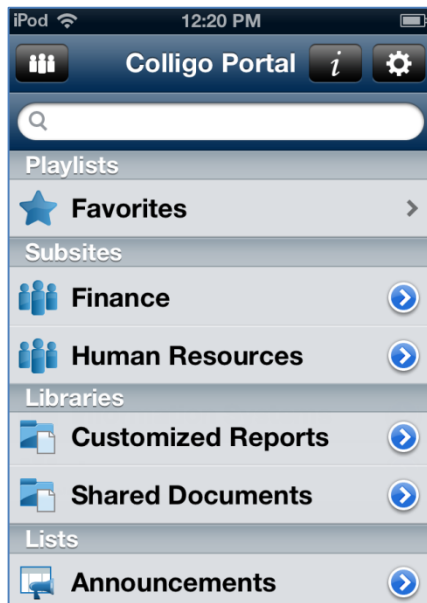 iPod 12:20 PM
Colligo Portal i
Playlists
Favorites
Subsites
Finance
Human Resources
Libraries
Customized Reports
Shared Documents
Lists
Announcements